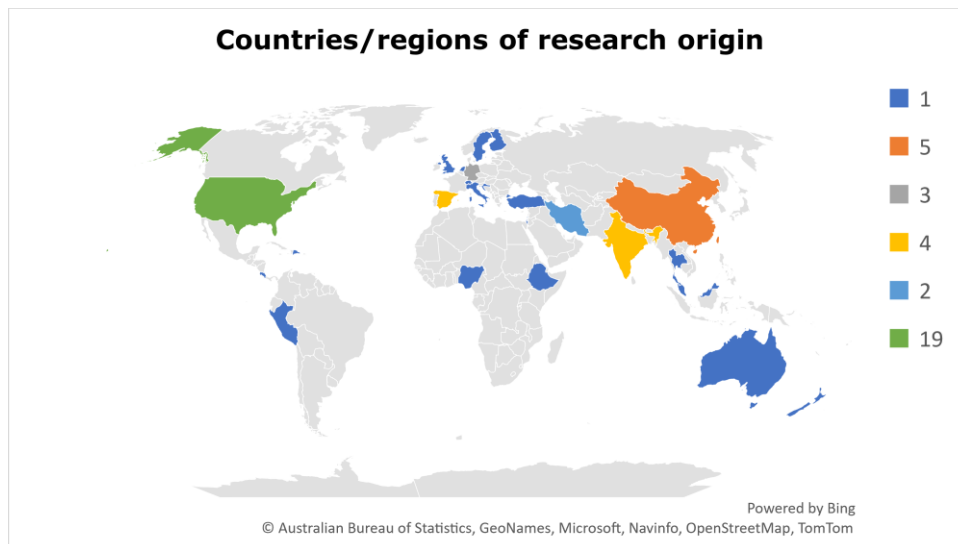 Countries/regions of research origin
1
5
3
4
2
19
Powered by Bing
© Australian Bureau of Statistics, GeoNames, Microsoft, Navinfo, OpenStreetMap, TomTom